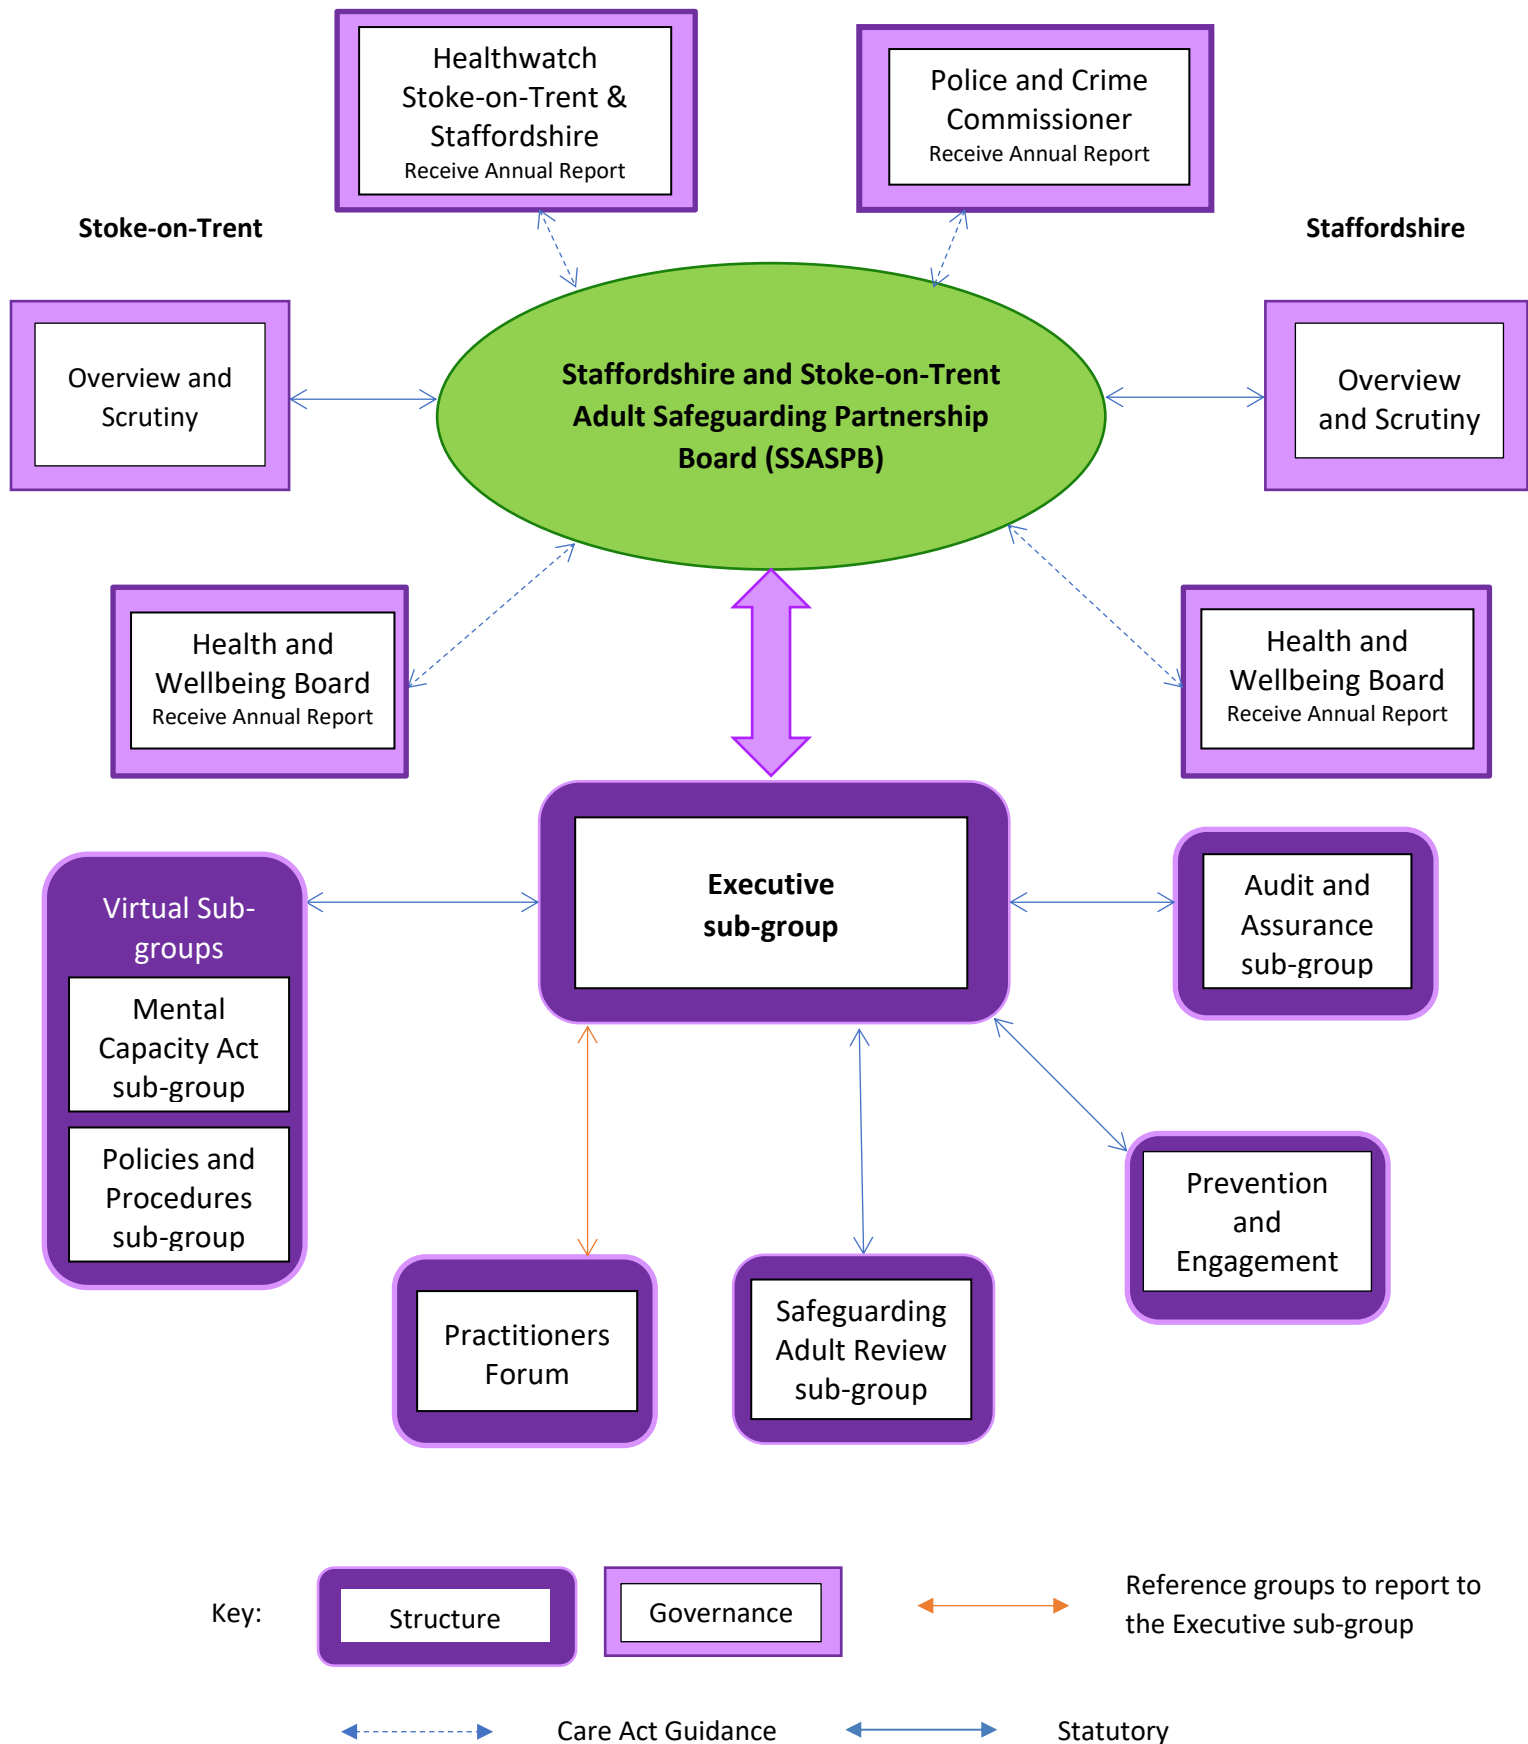 Healthwatch
Stoke-on-Trent &
Staffordshire
Receive Annual Report
Police and Crime
Commissioner
Receive Annual Report
Stoke-on-Trent
Staffordshire
Overview and
Scrutiny
Staffordshire and Stoke-on-Trent
Adult Safeguarding Partnership
Board (SSASPB)
Overview
and Scrutiny
Health and
Wellbeing Board
Receive Annual Report
Health and
Wellbeing Board
Receive Annual Report
Executive
sub-group
Virtual Sub-
groups
Mental
Capacity Act
sub-group
Policies and
Procedures
sub-group
Audit and
Assurance
sub-group
Prevention
and
Engagement
Practitioners
Forum
Safeguarding
Adult Review
sub-group
Key:
Structure
Governance
Reference groups to report to
the Executive sub-group
Care Act Guidance
Statutory